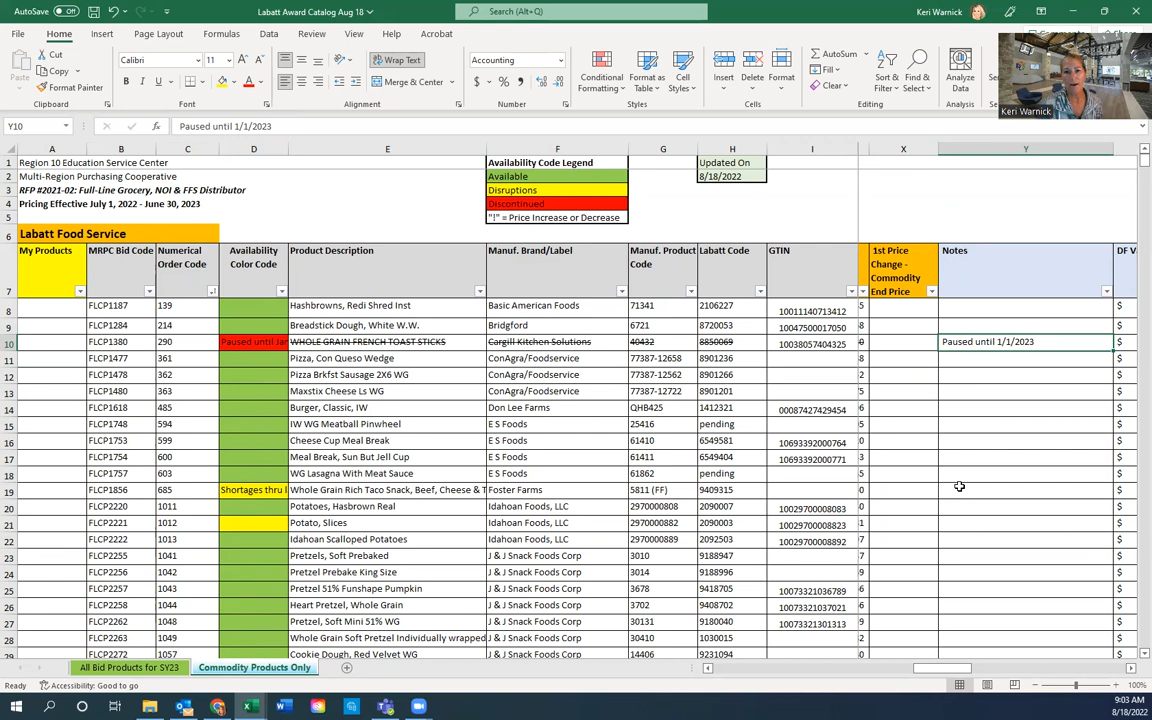 AutoSave Off Labatt Award Catalog Aug 18 Search (Alt+Q) Keri Warnick
File Home Insert Page Layout Formulas Data Review View Help Acrobat
Paste Cut Copy Format Painter Clipboard
Calibri 11 Font
Wrap Text Merge & Center Alignment
Accounting Number
Conditional Formatting Format as Table Cell Styles Styles
Insert Delete Format Cells
AutoSum Fill Clear Sort & Filter Find & Select Editing
Analyze Data Analysis
Keri Warnick
Y10 fx Paused until 1/1/2023
A B C D E F G H I X Y
1 Region 10 Education Service Center Availability Code Legend Updated On
2 Multi-Region Purchasing Cooperative Available 8/18/2022
3 RFP #2021-02: Full-Line Grocery, NOI & FFS Distributor Disruptions
4 Pricing Effective July 1, 2022 - June 30, 2023 Discontinued
5 "!" = Price Increase or Decrease
6 Labatt Food Service
7 My Products MRPC Bid Code Numerical Order Code Availability Color Code Product Description Manuf. Brand/Label Manuf. Product Code Labatt Code GTIN 1st Price Change - Commodity End Price Notes DF V
8 FLCP1187 139 Hashbrowns, Redi Shred Inst Basic American Foods 71341 2106227 10011140713412 5 $
9 FLCP1284 214 Breadstick Dough, White W.W. Bridgford 6721 8720053 10047500017050 8 $
10 FLCP1380 290 Paused until Jan WHOLE GRAIN FRENCH TOAST STICKS Cargill Kitchen Solutions 40432 8850069 10038057404325 0 Paused until 1/1/2023 $
11 FLCP1477 361 Pizza, Con Queso Wedge ConAgra/Foodservice 77387-12658 8901236 8 $
12 FLCP1478 362 Pizza Brkfst Sausage 2X6 WG ConAgra/Foodservice 77387-12562 8901266 2 $
13 FLCP1480 363 Maxstix Cheese Ls WG ConAgra/Foodservice 77387-12722 8901201 5 $
14 FLCP1618 485 Burger, Classic, IW Don Lee Farms QHB425 1412321 00087427429454 6 $
15 FLCP1748 594 IW WG Meatball Pinwheel E S Foods 25416 pending 5 $
16 FLCP1753 599 Cheese Cup Meal Break E S Foods 61410 6549581 10693392000764 0 $
17 FLCP1754 600 Meal Break, Sun But Jell Cup E S Foods 61411 6549404 10693392000771 3 $
18 FLCP1757 603 WG Lasagna With Meat Sauce E S Foods 61862 pending 5 $
19 FLCP1856 685 Shortages thru Whole Grain Rich Taco Snack, Beef, Cheese & T Foster Farms 5811 (FF) 9409315 0 $
20 FLCP2220 1011 Potatoes, Hasbrown Real Idahoan Foods, LLC 2970000808 2090007 10029700008083 0 $
21 FLCP2221 1012 Potato, Slices Idahoan Foods, LLC 2970000882 2090003 10029700008823 1 $
22 FLCP2222 1013 Idahoan Scalloped Potatoes Idahoan Foods, LLC 2970000889 2092503 10029700008892 7 $
23 FLCP2255 1041 Pretzels, Soft Prebaked J & J Snack Foods Corp 3010 9188947 7 $
24 FLCP2256 1042 Pretzel Prebake King Size J & J Snack Foods Corp 3014 9188996 9 $
25 FLCP2257 1043 Pretzel 51% Funshape Pumpkin J & J Snack Foods Corp 3678 9418705 10073321036789 6 $
26 FLCP2258 1044 Heart Pretzel, Whole Grain J & J Snack Foods Corp 3702 9408702 10073321037021 6 $
27 FLCP2262 1048 Pretzel, Soft Mini 51% WG J & J Snack Foods Corp 30131 9180040 10073321301313 9 $
28 FLCP2263 1049 Whole Grain Soft Pretzel Individually wrapped J & J Snack Foods Corp 30410 1030015 $
29 FLCP2272 1057 Cookie Dough, Red Velvet WG J & J Snack Foods Corp 14406 9231094 $
All Bid Products for SY23 Commodity Products Only
Ready Accessibility: Good to go 100%
9:03 AM
8/18/2022